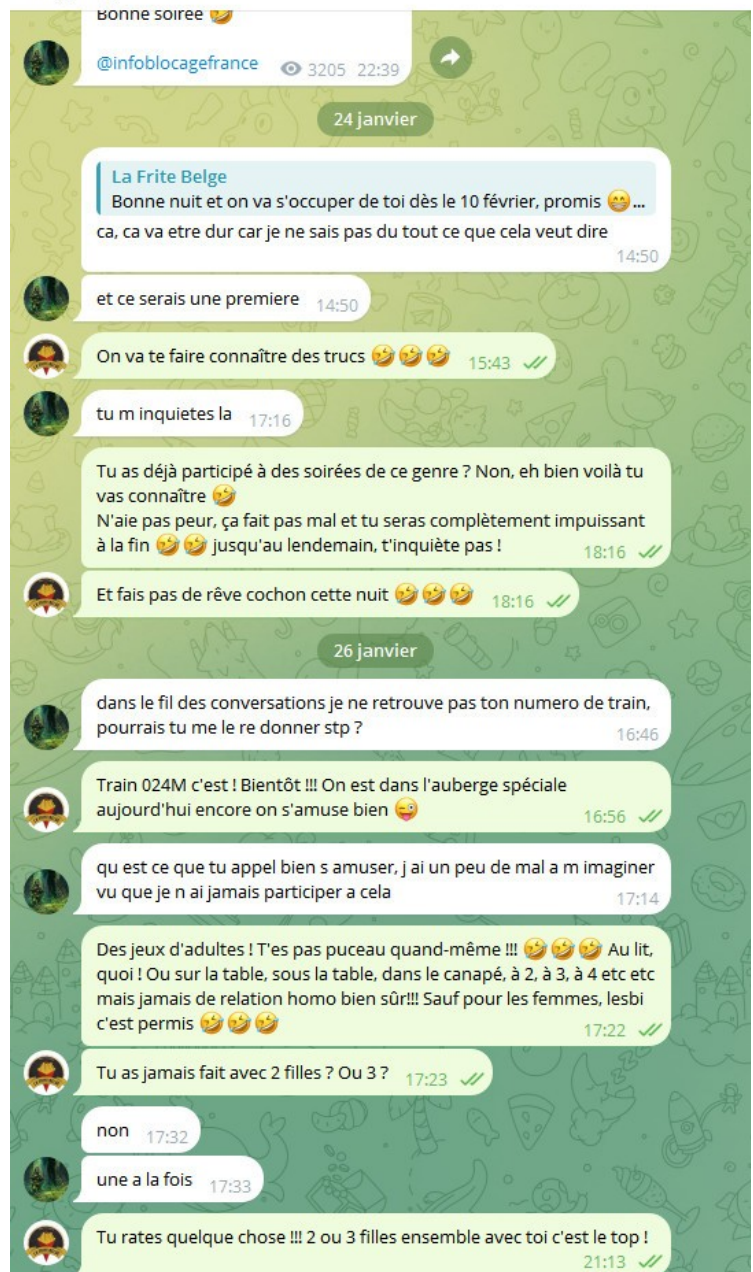 Bonne soirée 🤣
@infoblocagefrance 3205 22:39
24 janvier
La Frite Belge
Bonne nuit et on va s'occuper de toi dès le 10 février, promis 😁...
ca, ca va etre dur car je ne sais pas du tout ce que cela veut dire
14:50
et ce serais une premiere 14:50
On va te faire connaître des trucs 🤣🤣🤣 15:43
tu m inquietes la 17:16
Tu as déjà participé à des soirées de ce genre ? Non, eh bien voilà tu
vas connaître 🤣
N'aie pas peur, ça fait pas mal et tu seras complètement impuissant
à la fin 🤣🤣 jusqu'au lendemain, t'inquiète pas ! 18:16
Et fais pas de rêve cochon cette nuit 🤣🤣🤣 18:16
26 janvier
dans le fil des conversations je ne retrouve pas ton numero de train,
pourrais tu me le re donner stp ? 16:46
Train 024M c'est ! Bientôt !!! On est dans l'auberge spéciale
aujourd'hui encore on s'amuse bien 😜 16:56
qu est ce que tu appel bien s amuser, j ai un peu de mal a m imaginer
vu que je n ai jamais participer a cela 17:14
Des jeux d'adultes ! T'es pas puceau quand-même !!! 🤣🤣🤣 Au lit,
quoi ! Ou sur la table, sous la table, dans le canapé, à 2, à 3, à 4 etc etc
mais jamais de relation homo bien sûr!!! Sauf pour les femmes, lesbi
c'est permis 🤣🤣🤣 17:22
Tu as jamais fait avec 2 filles ? Ou 3 ? 17:23
non 17:32
une a la fois 17:33
Tu rates quelque chose !!! 2 ou 3 filles ensemble avec toi c'est le top !
21:13